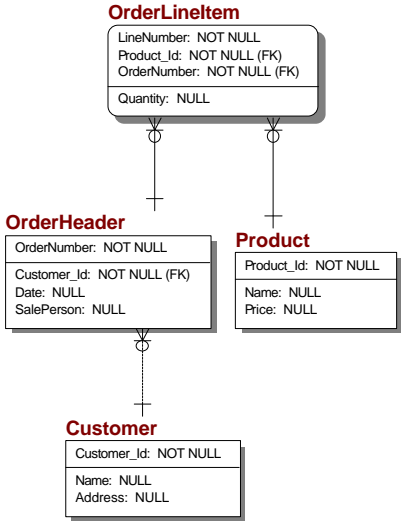 OrderLineItem
LineNumber: NOT NULL
Product_Id: NOT NULL (FK)
OrderNumber: NOT NULL (FK)
Quantity: NULL
OrderHeader
OrderNumber: NOT NULL
Customer_Id: NOT NULL (FK)
Date: NULL
SalePerson: NULL
Product
Product_Id: NOT NULL
Name: NULL
Price: NULL
Customer
Customer_Id: NOT NULL
Name: NULL
Address: NULL